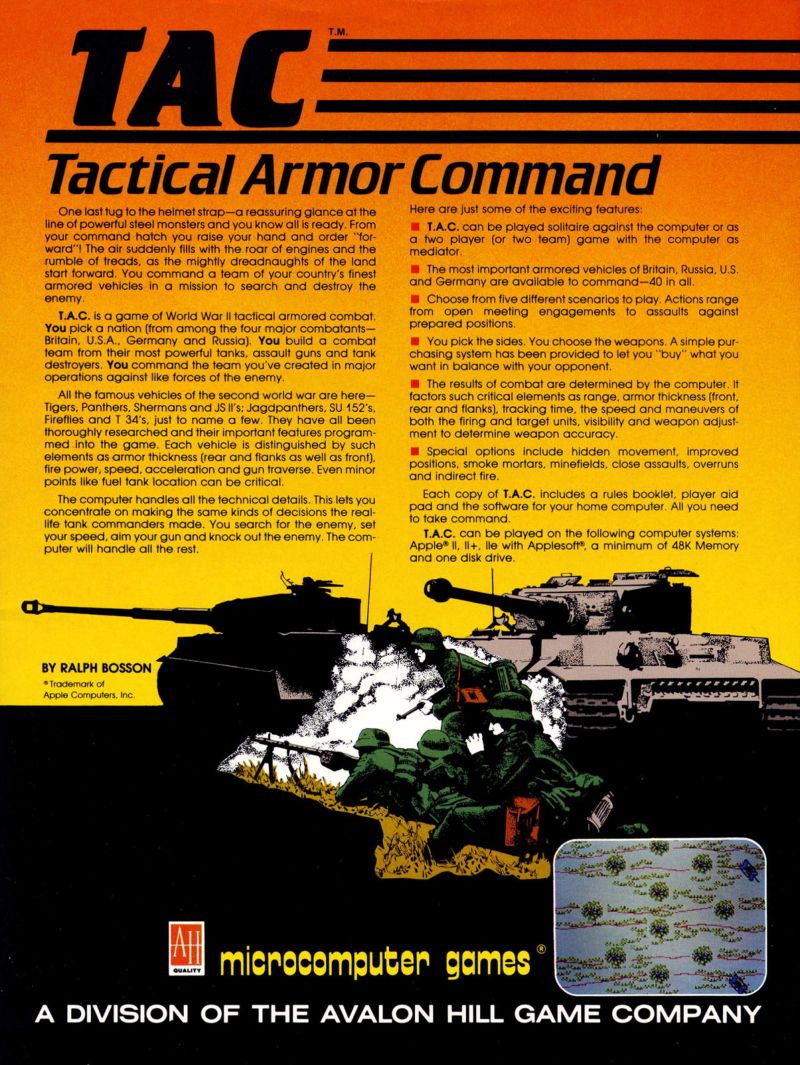 TAC T.M.
Tactical Armor Command
One last tug to the helmet strap—a reassuring glance at the
line of powerful steel monsters and you know all is ready. From
your command hatch you raise your hand and order "for-
ward"! The air suddenly fills with the roar of engines and the
rumble of treads, as the mightly dreadnaughts of the land
start forward. You command a team of your country's finest
armored vehicles in a mission to search and destroy the
enemy.
T.A.C. is a game of World War II tactical armored combat.
You pick a nation (from among the four major combatants—
Britain, U.S.A., Germany and Russia). You build a combat
team from their most powerful tanks, assault guns and tank
destroyers. You command the team you've created in major
operations against like forces of the enemy.
All the famous vehicles of the second world war are here—
Tigers, Panthers, Shermans and JS II's; Jagdpanthers, SU 152's,
Fireflies and T 34's, just to name a few. They have all been
thoroughly researched and their important features program-
med into the game. Each vehicle is distinguished by such
elements as armor thickness (rear and flanks as well as front),
fire power, speed, acceleration and gun traverse. Even minor
points like fuel tank location can be critical.
The computer handles all the technical details. This lets you
concentrate on making the same kinds of decisions the real-
life tank commanders made. You search for the enemy, set
your speed, aim your gun and knock out the enemy. The com-
puter will handle all the rest.
Here are just some of the exciting features:
■ T.A.C. can be played solitaire against the computer or as
a two player (or two team) game with the computer as
mediator.
■ The most important armored vehicles of Britain, Russia, U.S.
and Germany are available to command—40 in all.
■ Choose from five different scenarios to play. Actions range
from open meeting engagements to assaults against
prepared positions.
■ You pick the sides. You choose the weapons. A simple pur-
chasing system has been provided to let you "buy" what you
want in balance with your opponent.
■ The results of combat are determined by the computer. It
factors such critical elements as range, armor thickness (front,
rear and flanks), tracking time, the speed and maneuvers of
both the firing and target units, visibility and weapon adjust-
ment to determine weapon accuracy.
■ Special options include hidden movement, improved
positions, smoke mortars, minefields, close assaults, overruns
and indirect fire.
Each copy of T.A.C. includes a rules booklet, player aid
pad and the software for your home computer. All you need
to take command.
T.A.C. can be played on the following computer systems:
Apple® II, II+, IIe with Applesoft®, a minimum of 48K Memory
and one disk drive.
BY RALPH BOSSON
® Trademark of
Apple Computers, Inc.
AH
QUALITY
microcomputer games®
A DIVISION OF THE AVALON HILL GAME COMPANY